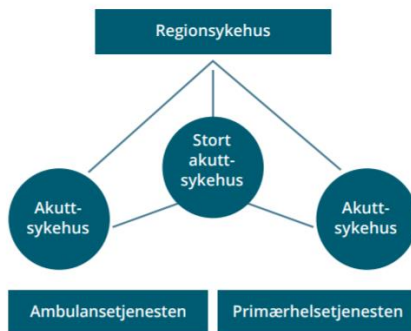 Regionsykehus
Stort
akutt-
sykehus
Akutt-
sykehus
Akutt-
sykehus
Ambulansetjenesten
Primærhelsetjenesten